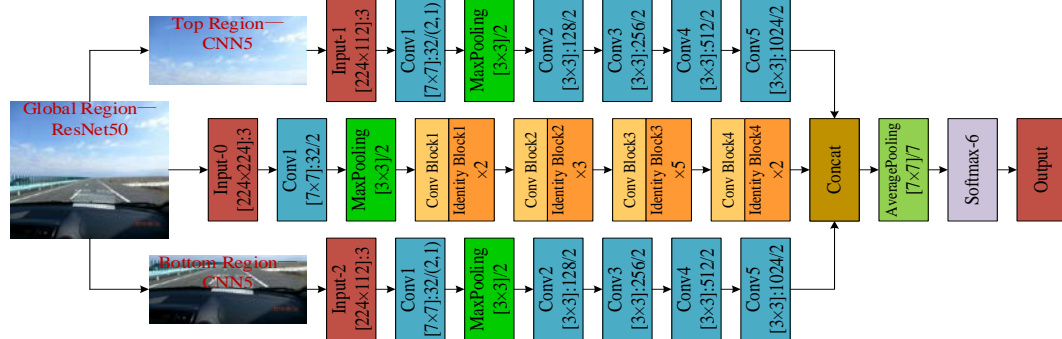 Top Region—
CNN5
Input-1
[224×112]:3
Conv1
[7×7]:32/(2,1)
MaxPooling
[3×3]/2
Conv2
[3×3]:128/2
Conv3
[3×3]:256/2
Conv4
[3×3]:512/2
Conv5
[3×3]:1024/2
Global Region—
ResNet50
Input-0
[224×224]:3
Conv1
[7×7]:32/2
MaxPooling
[3×3]/2
Conv Block1
Identity Block1
×2
Conv Block2
Identity Block2
×3
Conv Block3
Identity Block3
×5
Conv Block4
Identity Block4
×2
Concat
AveragePooling
[7×7]/7
Softmax-6
Output
Bottom Region—
CNN5
Input-2
[224×112]:3
Conv1
[7×7]:32/(2,1)
MaxPooling
[3×3]/2
Conv2
[3×3]:128/2
Conv3
[3×3]:256/2
Conv4
[3×3]:512/2
Conv5
[3×3]:1024/2